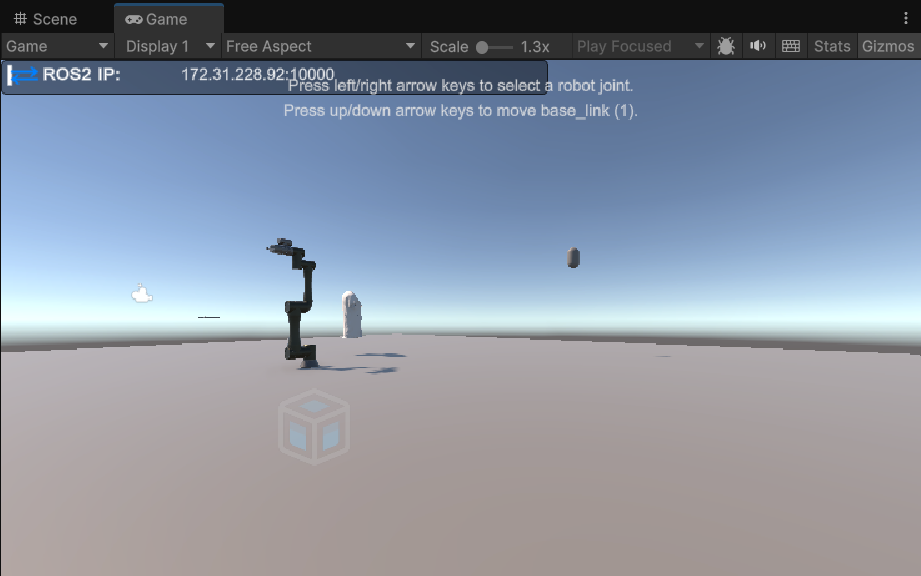 Scene Game
Game Display 1 Free Aspect Scale 1.3x Play Focused Stats Gizmos
ROS2 IP: 172.31.228.92:10000
Press left/right arrow keys to select a robot joint.
Press up/down arrow keys to move base_link (1).